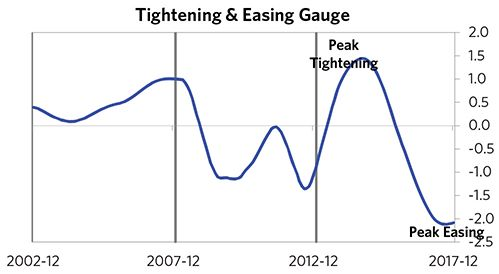 Tightening & Easing Gauge
Peak
Tightening
2.0
1.5
1.0
0.5
0.0
-0.5
-1.0
-1.5
-2.0
-2.5
Peak Easing
2002-12 2007-12 2012-12 2017-12